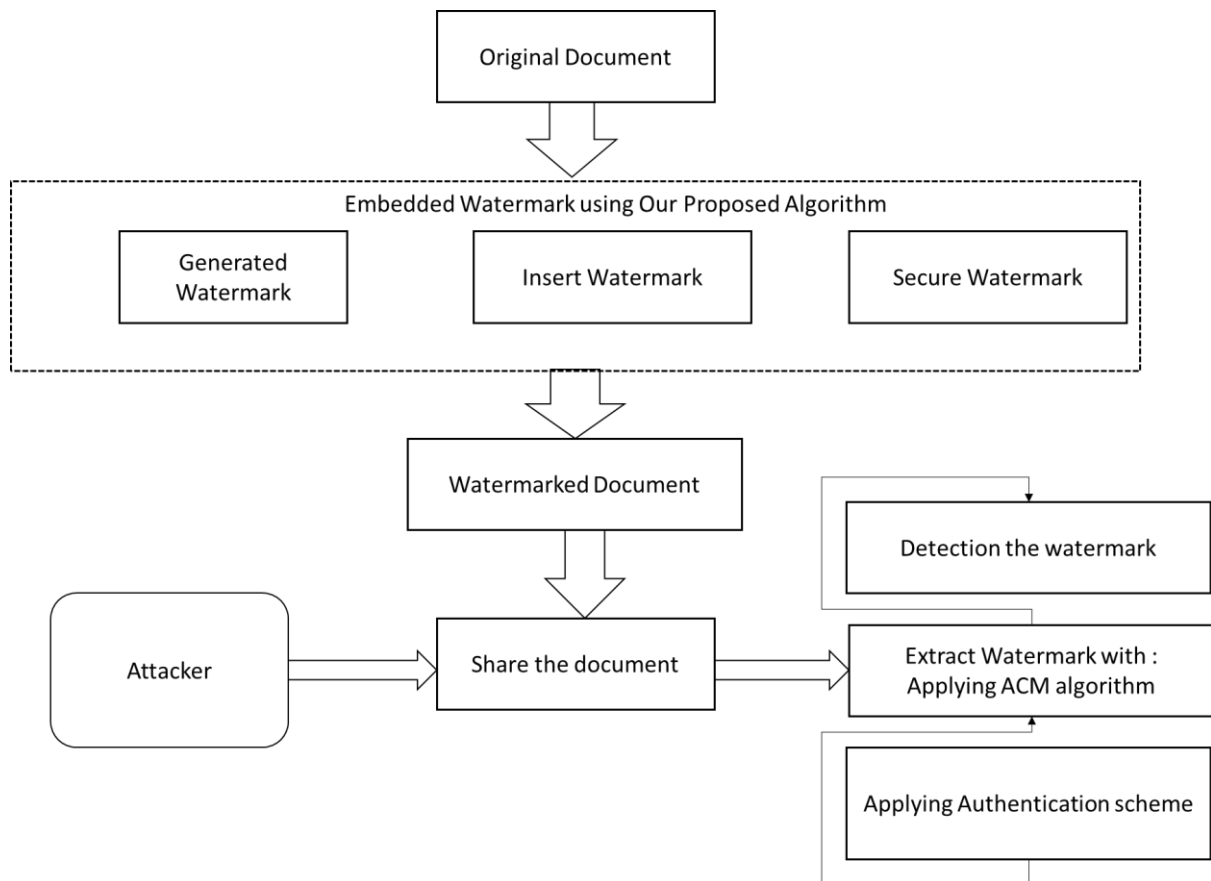 Original Document
Embedded Watermark using Our Proposed Algorithm
Generated
Watermark
Insert Watermark
Secure Watermark
Watermarked Document
Detection the watermark
Attacker
Share the document
Extract Watermark with :
Applying ACM algorithm
Applying Authentication scheme